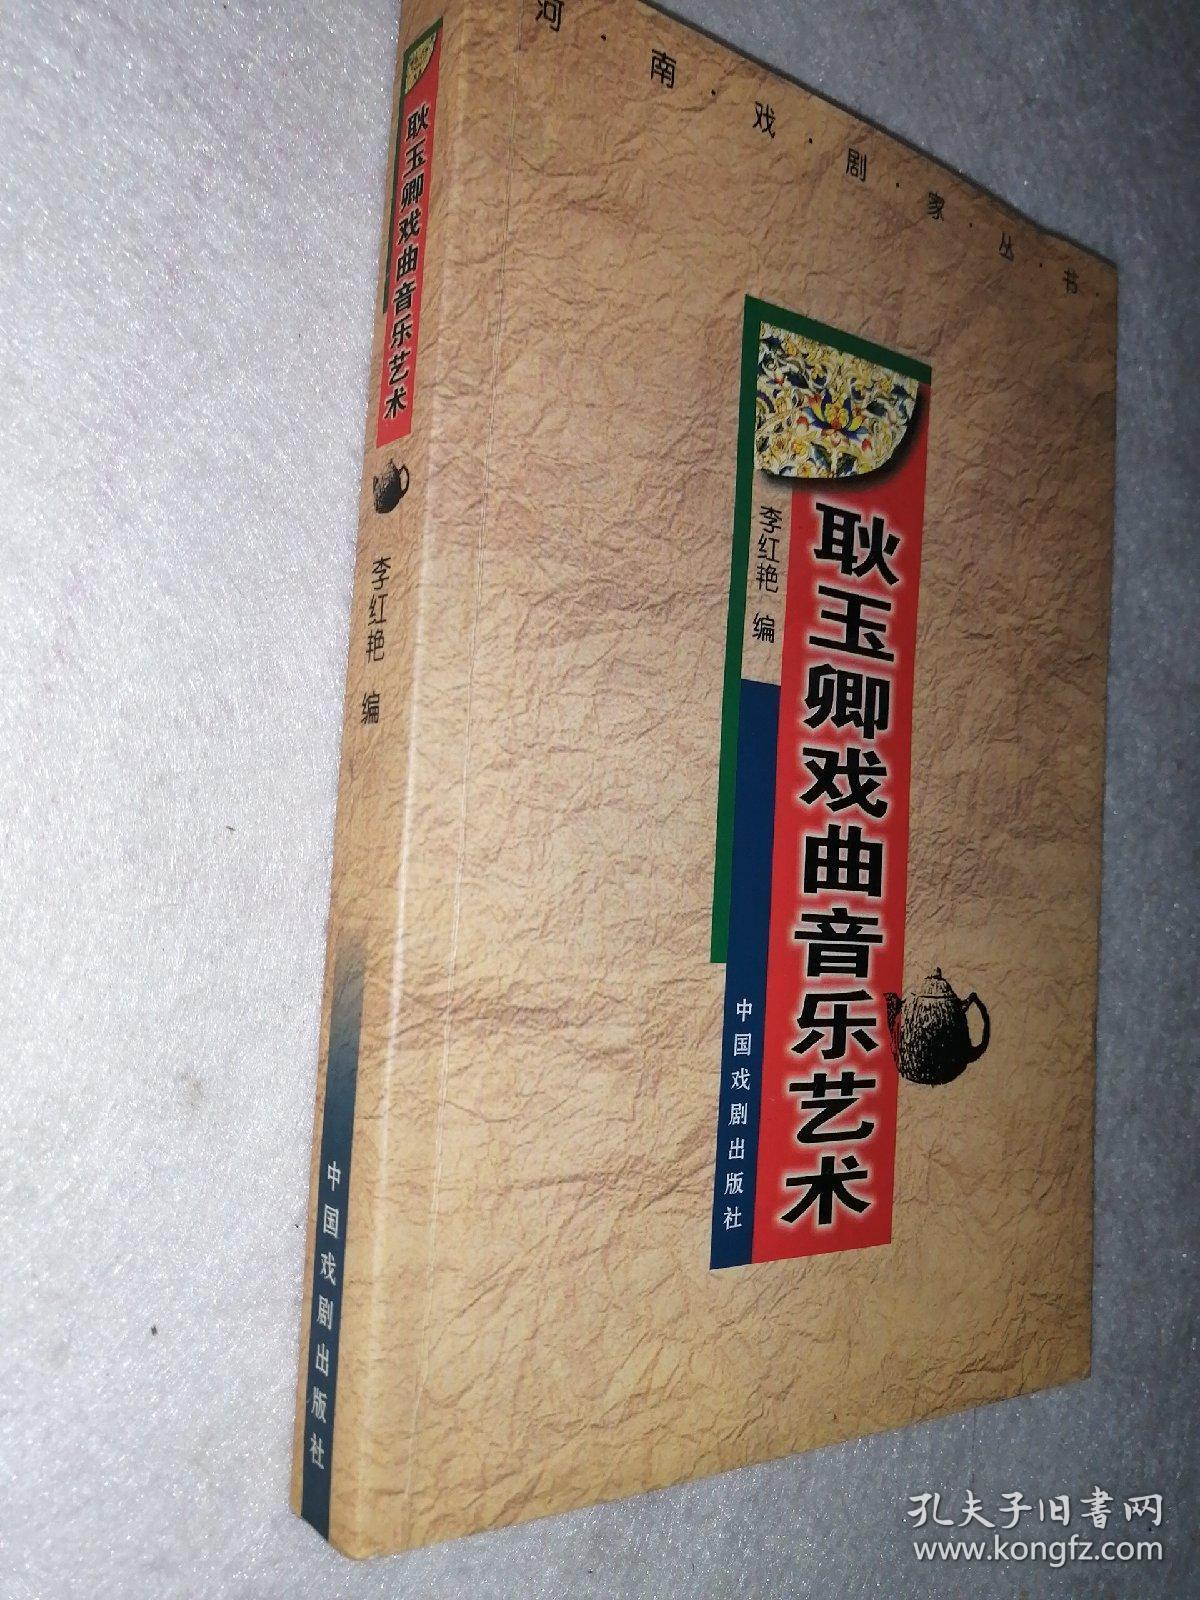 河·南·戏·剧·家·丛·书·
耿玉卿戏曲音乐艺术
李红艳 编
中国戏剧出版社
耿玉卿戏曲音乐艺术
李红艳 编
中国戏剧出版社
孔夫子旧書网
www.kongfz.com